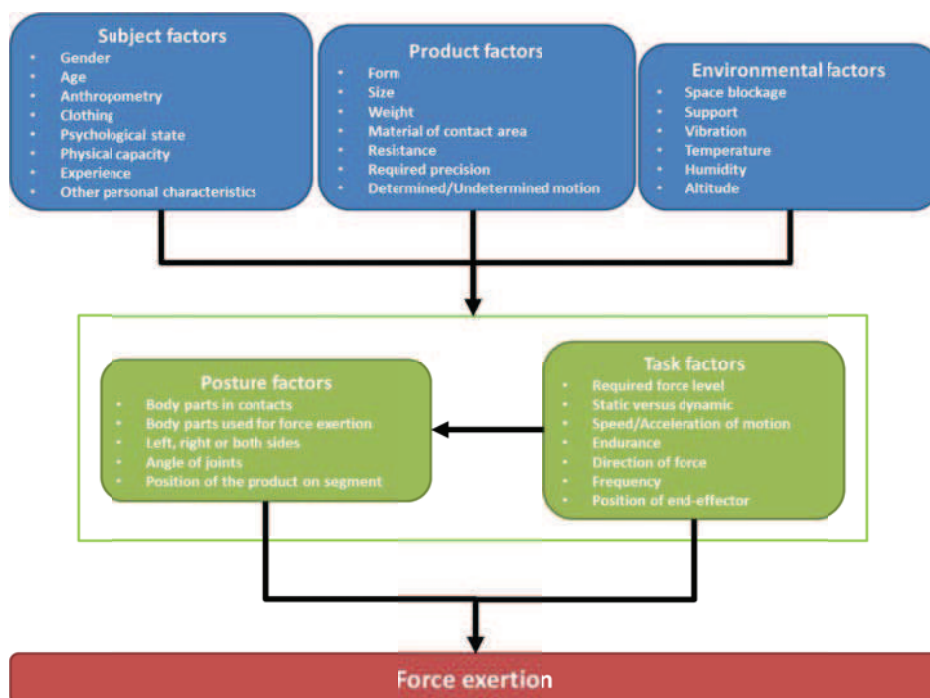 Subject factors
Gender
Age
Anthropometry
Clothing
Psychological state
Physical capacity
Experience
Other personal characteristics
Product factors
Form
Size
Weight
Material of contact area
Resistance
Required precision
Determined/Undetermined motion
Environmental factors
Space blockage
Support
Vibration
Temperature
Humidity
Altitude
Posture factors
Body parts in contacts
Body parts used for force exertion
Left, right or both sides
Angle of joints
Position of the product on segment
Task factors
Required force level
Static versus dynamic
Speed/Acceleration of motion
Endurance
Direction of force
Frequency
Position of end-effector
Force exertion